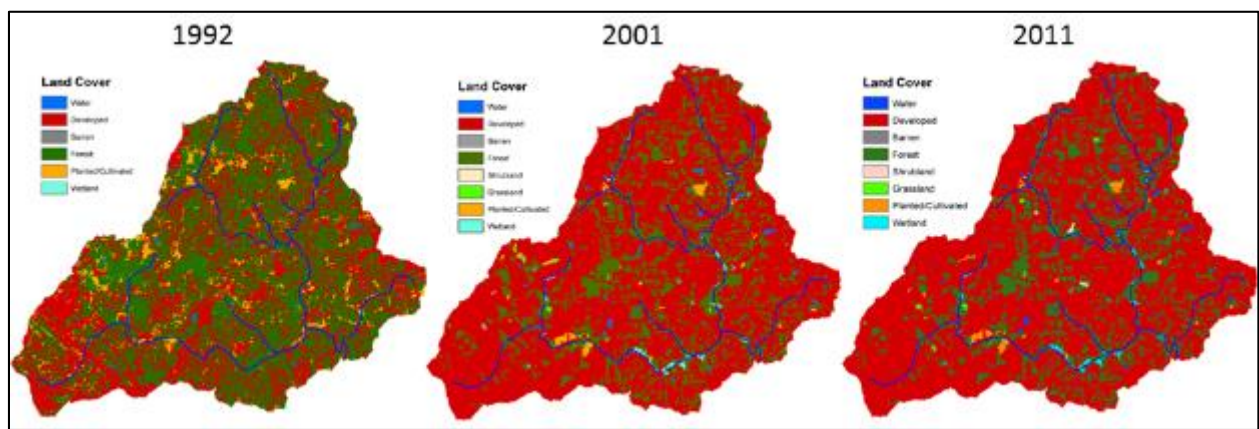 1992
Land Cover
Water
Developed
Barren
Forest
Planted/Cultivated
Wetland
2001
Land Cover
Water
Developed
Barren
Forest
Shrubland
Grassland
Planted/Cultivated
Wetland
2011
Land Cover
Water
Developed
Barren
Forest
Shrubland
Grassland
Planted/Cultivated
Wetland